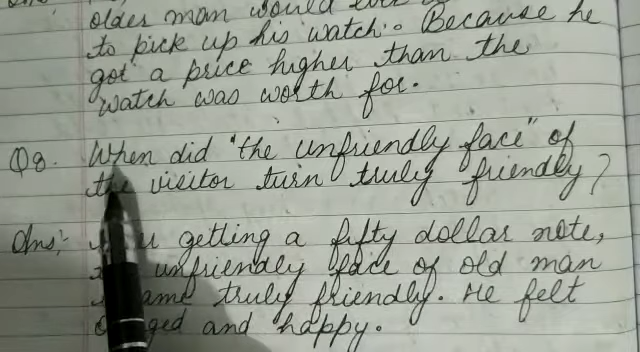 older man would
to pick up his watch. Because he
got a price higher than the
watch was worth for.
Q8. When did "the unfriendly face" of
the visitor turn truly friendly?
Ans:- getting a fifty dollar note,
unfriendly face of old man
truly friendly. He felt
and happy.